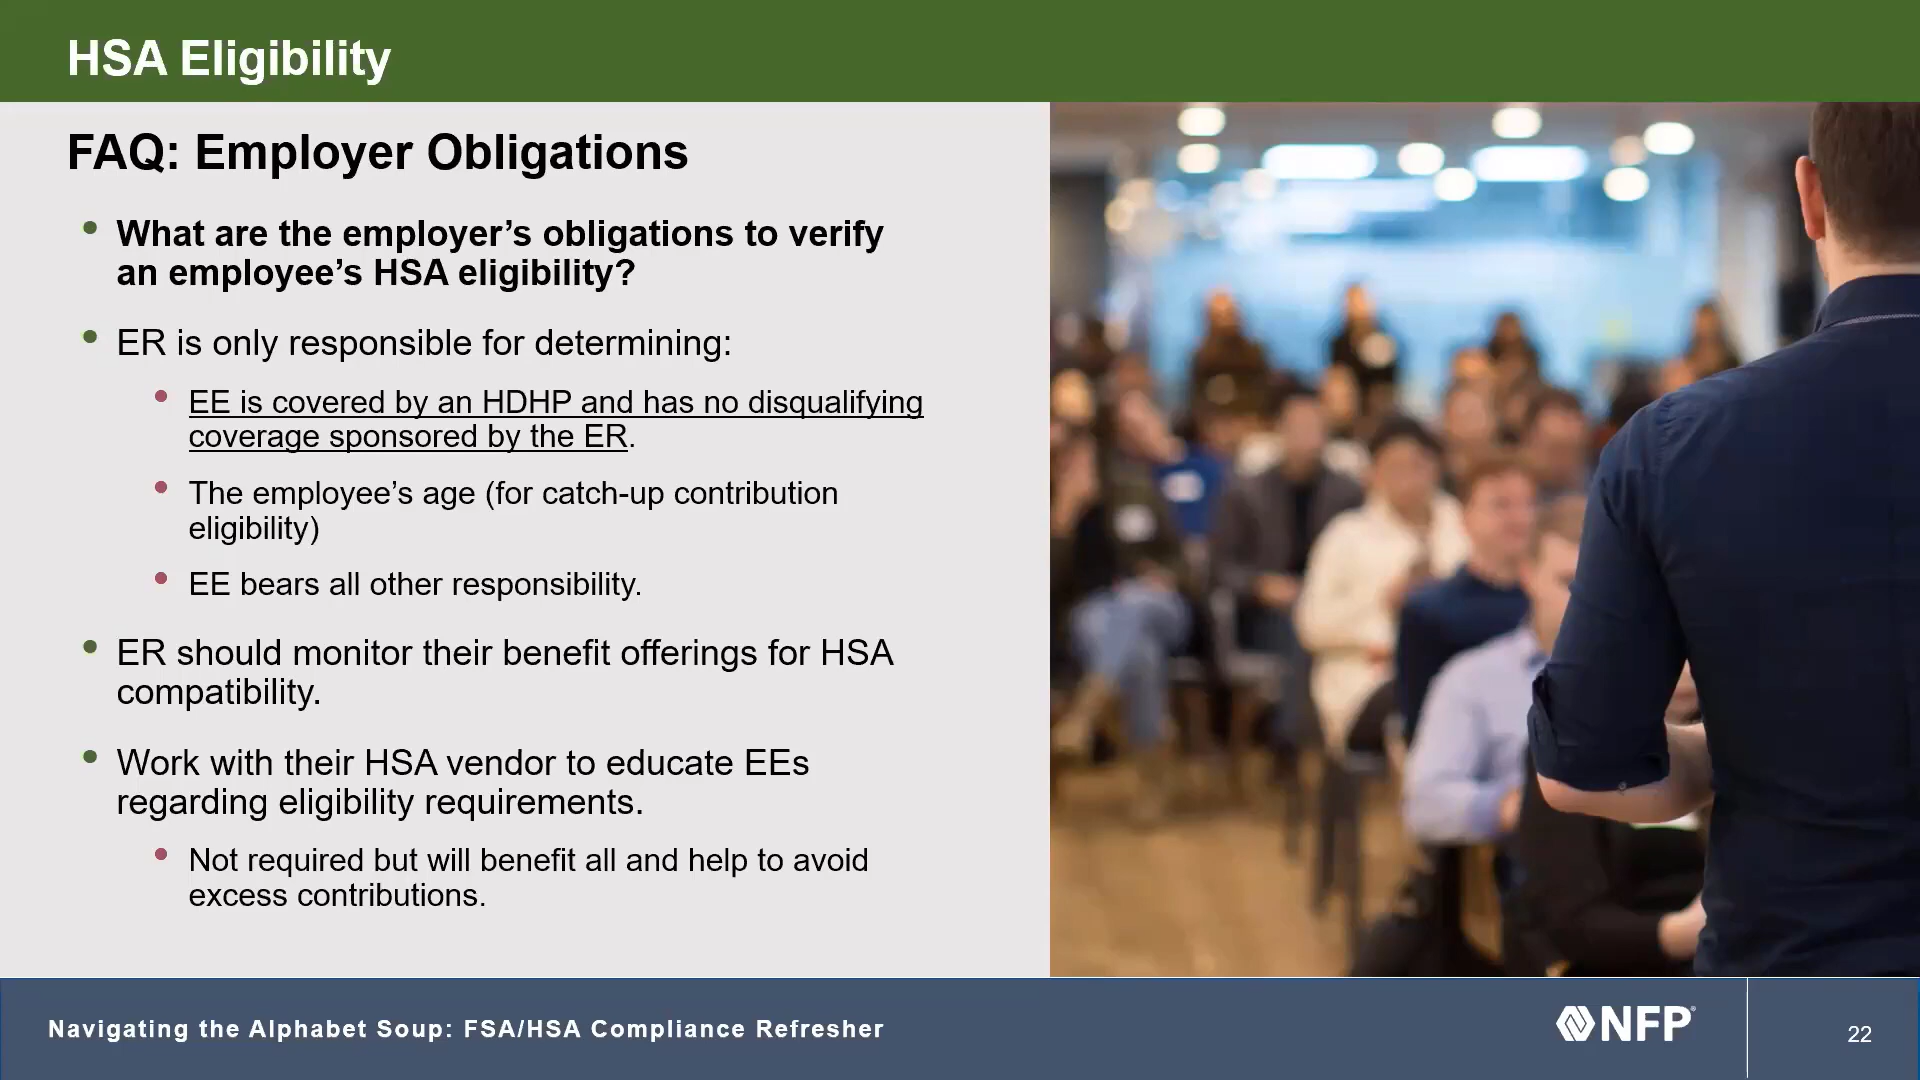 HSA Eligibility
FAQ: Employer Obligations
• What are the employer’s obligations to verify
an employee’s HSA eligibility?
• ER is only responsible for determining:
• EE is covered by an HDHP and has no disqualifying
coverage sponsored by the ER.
• The employee’s age (for catch-up contribution
eligibility)
• EE bears all other responsibility.
• ER should monitor their benefit offerings for HSA
compatibility.
• Work with their HSA vendor to educate EEs
regarding eligibility requirements.
• Not required but will benefit all and help to avoid
excess contributions.
Navigating the Alphabet Soup: FSA/HSA Compliance Refresher
NFP®
22